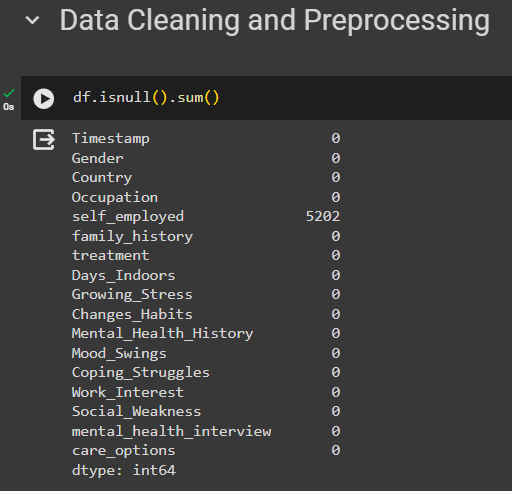 Data Cleaning and Preprocessing
df.isnull().sum()
0s
Timestamp 0
Gender 0
Country 0
Occupation 0
self_employed 5202
family_history 0
treatment 0
Days_Indoors 0
Growing_Stress 0
Changes_Habits 0
Mental_Health_History 0
Mood_Swings 0
Coping_Struggles 0
Work_Interest 0
Social_Weakness 0
mental_health_interview 0
care_options 0
dtype: int64